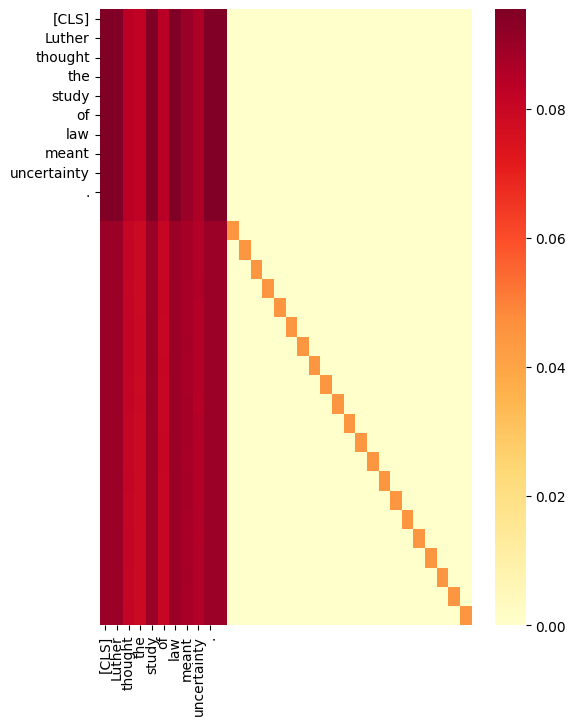 [CLS]
Luther
thought
the
study
of
law
meant
uncertainty
.
0.08
0.06
0.04
0.02
0.00
[CLS]
Luther
thought
the
study
of
law
meant
uncertainty
.